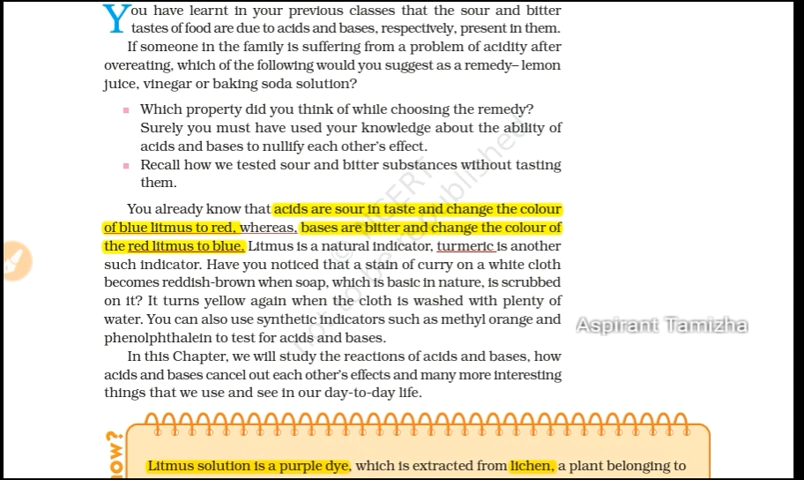 You have learnt in your previous classes that the sour and bitter
tastes of food are due to acids and bases, respectively, present in them.
If someone in the family is suffering from a problem of acidity after
overeating, which of the following would you suggest as a remedy– lemon
juice, vinegar or baking soda solution?
Which property did you think of while choosing the remedy?
Surely you must have used your knowledge about the ability of
acids and bases to nullify each other's effect.
Recall how we tested sour and bitter substances without tasting
them.
You already know that acids are sour in taste and change the colour
of blue litmus to red, whereas, bases are bitter and change the colour of
the red litmus to blue. Litmus is a natural indicator, turmeric is another
such indicator. Have you noticed that a stain of curry on a white cloth
becomes reddish-brown when soap, which is basic in nature, is scrubbed
on it? It turns yellow again when the cloth is washed with plenty of
water. You can also use synthetic indicators such as methyl orange and
phenolphthalein to test for acids and bases.
In this Chapter, we will study the reactions of acids and bases, how
acids and bases cancel out each other's effects and many more interesting
things that we use and see in our day-to-day life.
Aspirant Tamizha
© NCERT
not to be republished
now?
Litmus solution is a purple dye, which is extracted from lichen, a plant belonging to